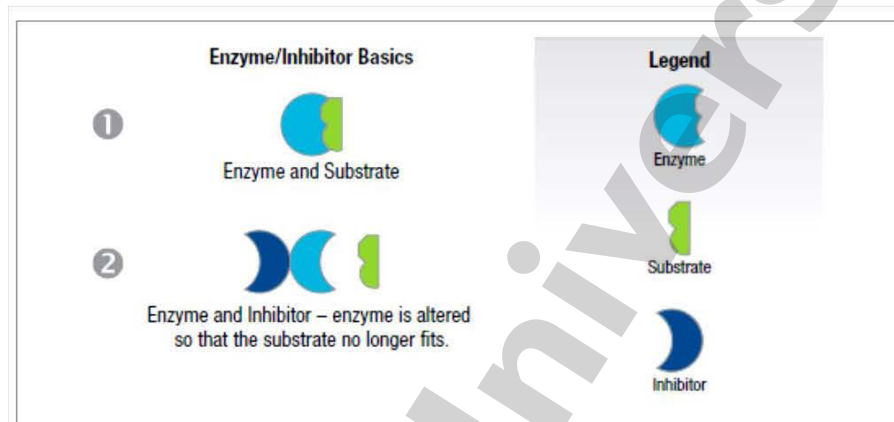 Enzyme/Inhibitor Basics
Legend
1
Enzyme and Substrate
Enzyme
2
Substrate
Enzyme and Inhibitor – enzyme is altered
so that the substrate no longer fits.
Inhibitor
Univers